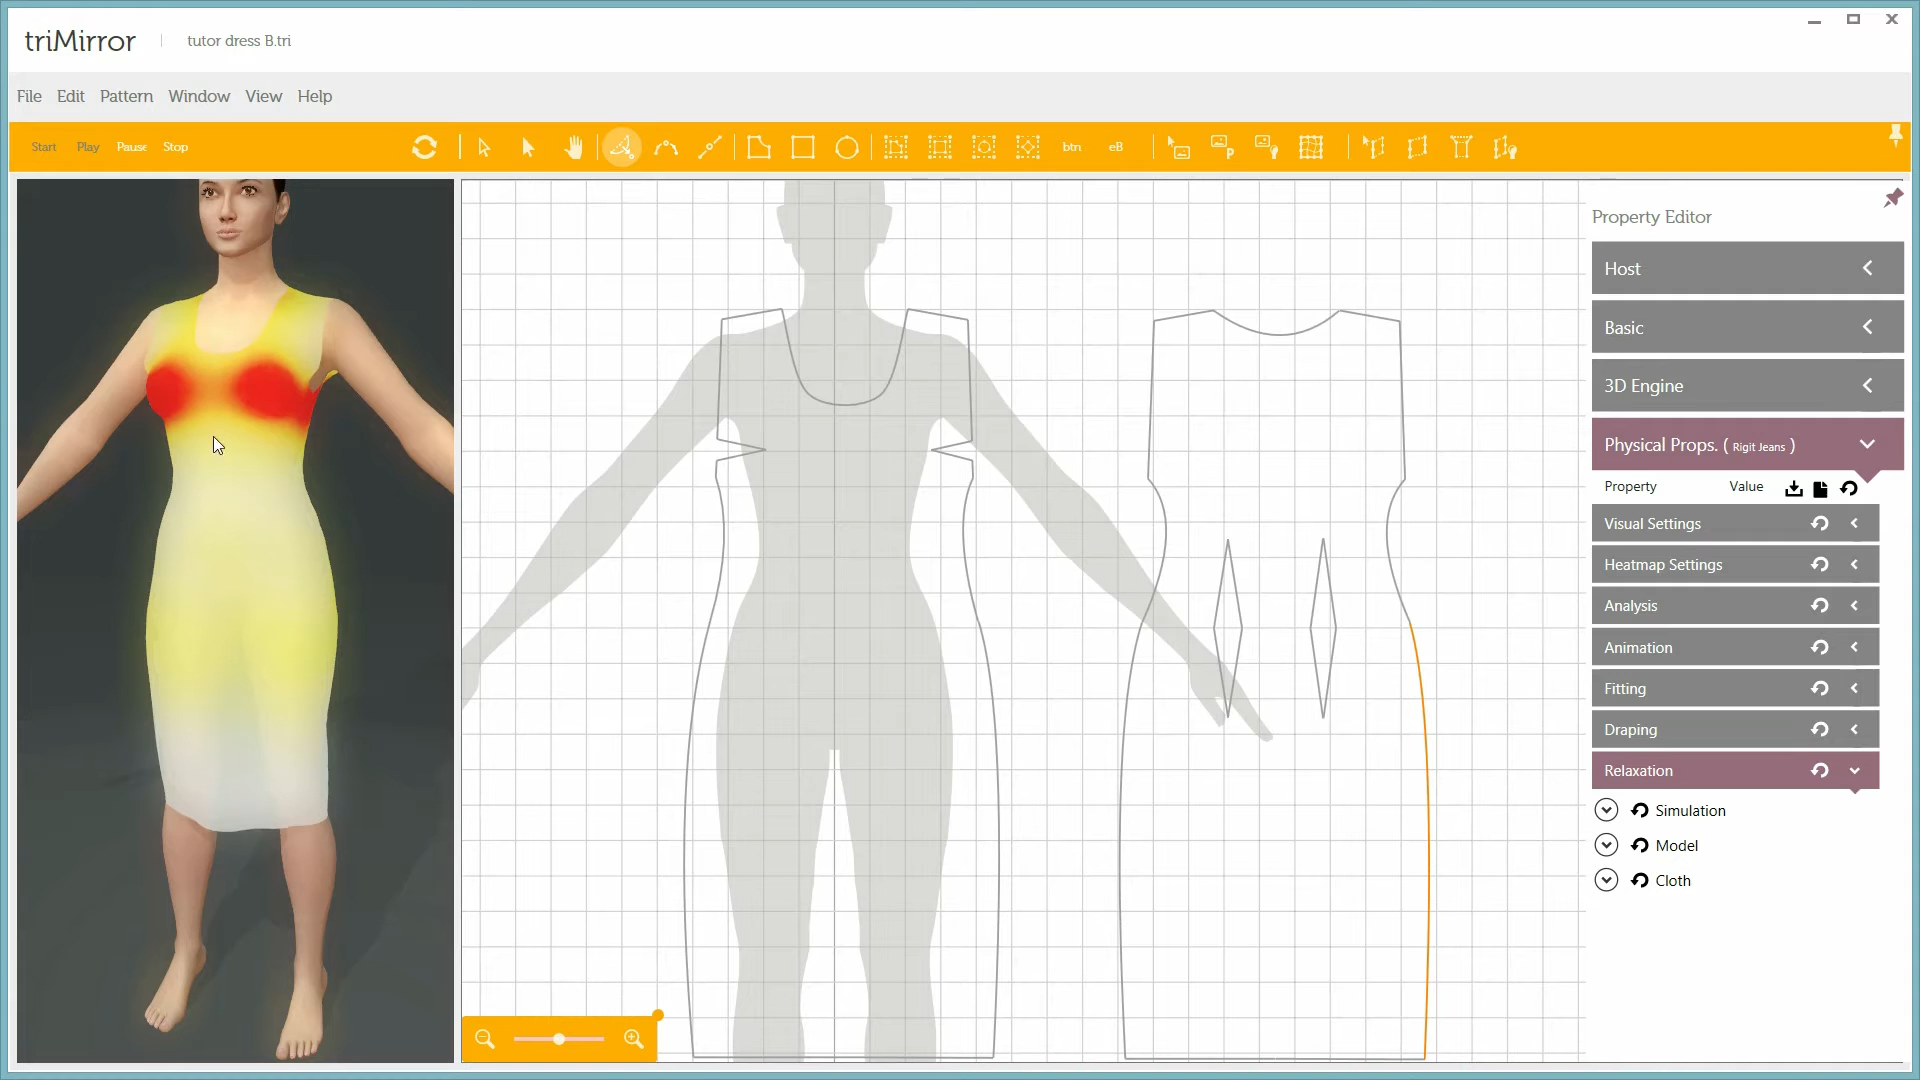 triMirror
tutor dress B.tri
File Edit Pattern Window View Help
Start Play Pause Stop
btn eB
Property Editor
Host
Basic
3D Engine
Physical Props. ( Rigit Jeans )
Property Value
Visual Settings
Heatmap Settings
Analysis
Animation
Fitting
Draping
Relaxation
Simulation
Model
Cloth